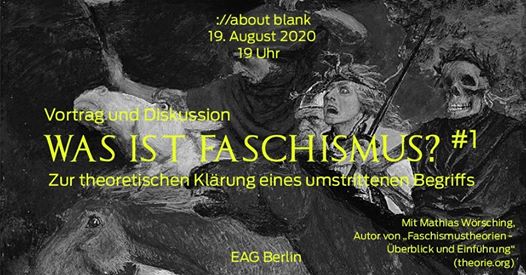 ://about blank
19. August 2020
19 Uhr
Vortrag und Diskussion
WAS IST FASCHISMUS? #1
Zur theoretischen Klärung eines umstrittenen Begriffs
Mit Mathias Wörsching,
Autor von „Faschismustheorien -
Überblick und Einführung“
(theorie.org)
EAG Berlin